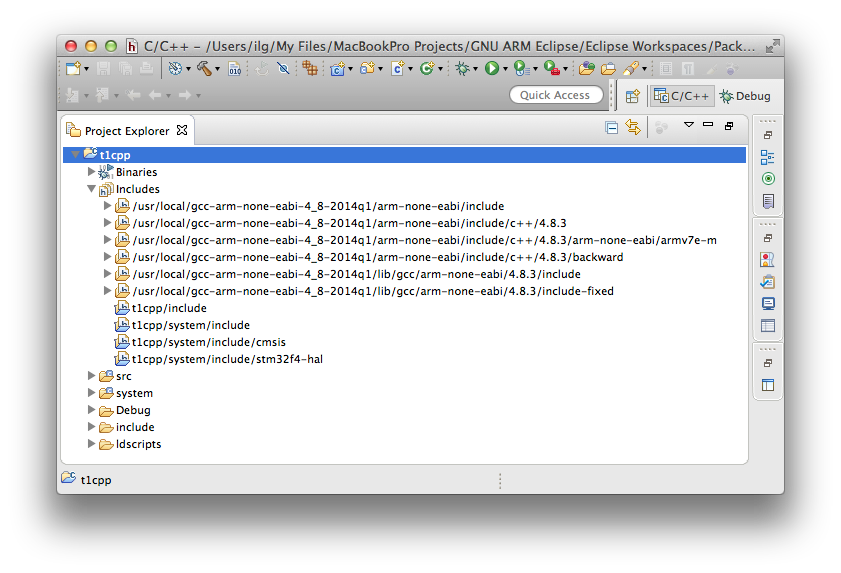 C/C++ – /Users/ilg/My Files/MacBookPro Projects/GNU ARM Eclipse/Eclipse Workspaces/Pack...
010
Quick Access
C/C++
Debug
Project Explorer
t1cpp
Binaries
Includes
/usr/local/gcc-arm-none-eabi-4_8-2014q1/arm-none-eabi/include
/usr/local/gcc-arm-none-eabi-4_8-2014q1/arm-none-eabi/include/c++/4.8.3
/usr/local/gcc-arm-none-eabi-4_8-2014q1/arm-none-eabi/include/c++/4.8.3/arm-none-eabi/armv7e-m
/usr/local/gcc-arm-none-eabi-4_8-2014q1/arm-none-eabi/include/c++/4.8.3/backward
/usr/local/gcc-arm-none-eabi-4_8-2014q1/lib/gcc/arm-none-eabi/4.8.3/include
/usr/local/gcc-arm-none-eabi-4_8-2014q1/lib/gcc/arm-none-eabi/4.8.3/include-fixed
t1cpp/include
t1cpp/system/include
t1cpp/system/include/cmsis
t1cpp/system/include/stm32f4-hal
src
system
Debug
include
ldscripts
t1cpp